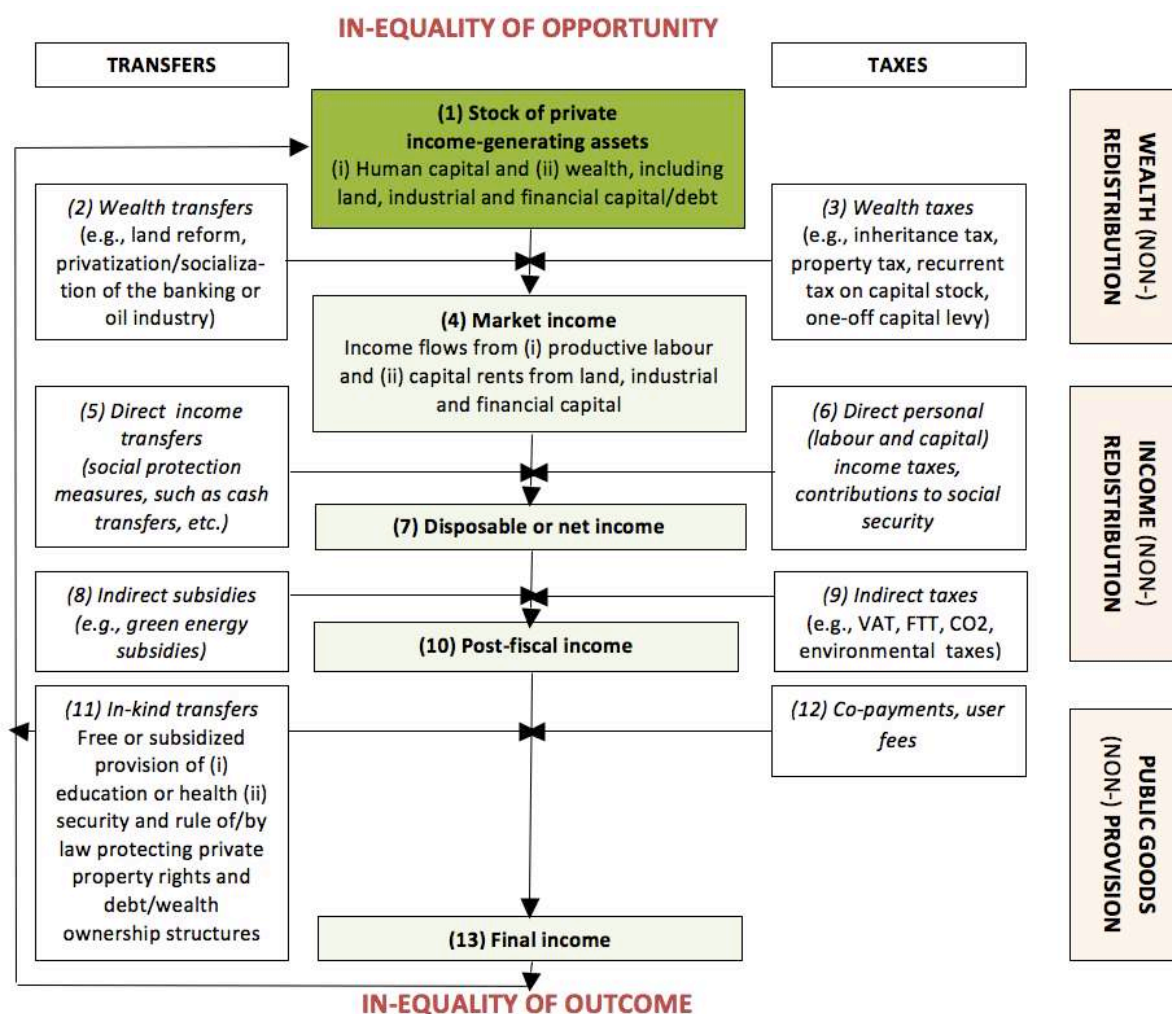 IN-EQUALITY OF OPPORTUNITY
TRANSFERS
TAXES
(1) Stock of private
income-generating assets
(i) Human capital and (ii) wealth, including
land, industrial and financial capital/debt
WEALTH (NON-)
REDISTRIBUTION
(2) Wealth transfers
(e.g., land reform,
privatization/socializa-
tion of the banking or
oil industry)
(3) Wealth taxes
(e.g., inheritance tax,
property tax, recurrent
tax on capital stock,
one-off capital levy)
(4) Market income
Income flows from (i) productive labour
and (ii) capital rents from land, industrial
and financial capital
(5) Direct income
transfers
(social protection
measures, such as cash
transfers, etc.)
(6) Direct personal
(labour and capital)
income taxes,
contributions to social
security
INCOME (NON-)
REDISTRIBUTION
(7) Disposable or net income
(8) Indirect subsidies
(e.g., green energy
subsidies)
(9) Indirect taxes
(e.g., VAT, FTT, CO2,
environmental taxes)
(10) Post-fiscal income
(11) In-kind transfers
Free or subsidized
provision of (i)
education or health (ii)
security and rule of/by
law protecting private
property rights and
debt/wealth
ownership structures
(12) Co-payments, user
fees
PUBLIC GOODS
(NON-) PROVISION
(13) Final income
IN-EQUALITY OF OUTCOME